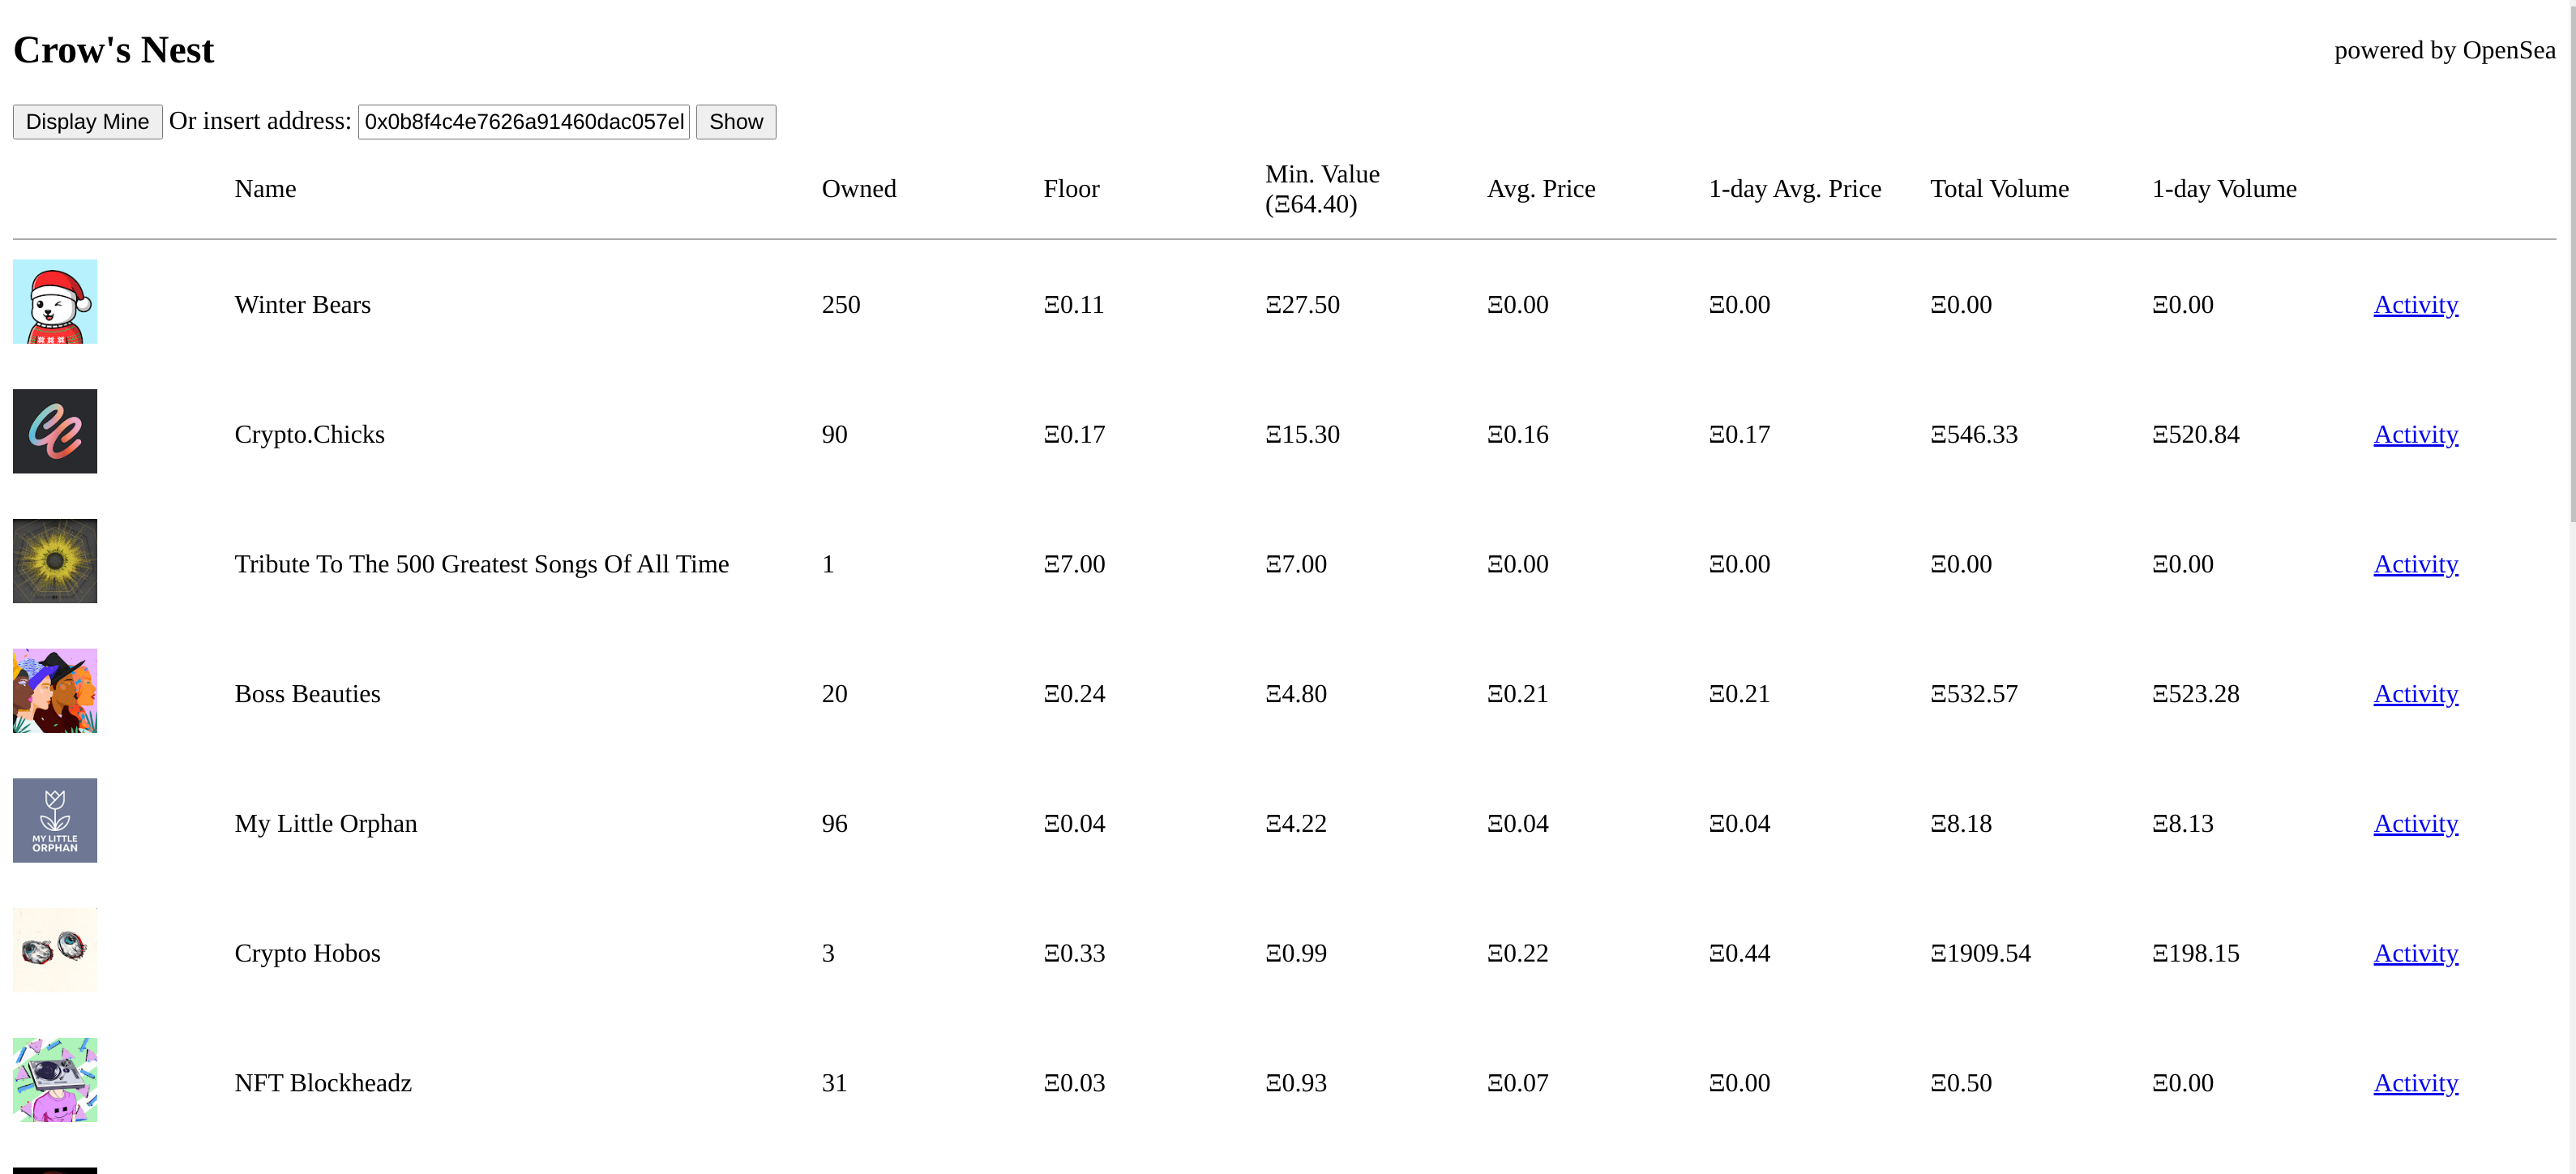 Crow's Nest
powered by OpenSea
Display Mine Or insert address: 0x0b8f4c4e7626a91460dac057el Show
Name Owned Floor Min. Value (Ξ64.40) Avg. Price 1-day Avg. Price Total Volume 1-day Volume
Winter Bears 250 Ξ0.11 Ξ27.50 Ξ0.00 Ξ0.00 Ξ0.00 Ξ0.00 Activity
Crypto.Chicks 90 Ξ0.17 Ξ15.30 Ξ0.16 Ξ0.17 Ξ546.33 Ξ520.84 Activity
Tribute To The 500 Greatest Songs Of All Time 1 Ξ7.00 Ξ7.00 Ξ0.00 Ξ0.00 Ξ0.00 Ξ0.00 Activity
Boss Beauties 20 Ξ0.24 Ξ4.80 Ξ0.21 Ξ0.21 Ξ532.57 Ξ523.28 Activity
MY LITTLE
ORPHAN
My Little Orphan 96 Ξ0.04 Ξ4.22 Ξ0.04 Ξ0.04 Ξ8.18 Ξ8.13 Activity
Crypto Hobos 3 Ξ0.33 Ξ0.99 Ξ0.22 Ξ0.44 Ξ1909.54 Ξ198.15 Activity
NFT Blockheadz 31 Ξ0.03 Ξ0.93 Ξ0.07 Ξ0.00 Ξ0.50 Ξ0.00 Activity